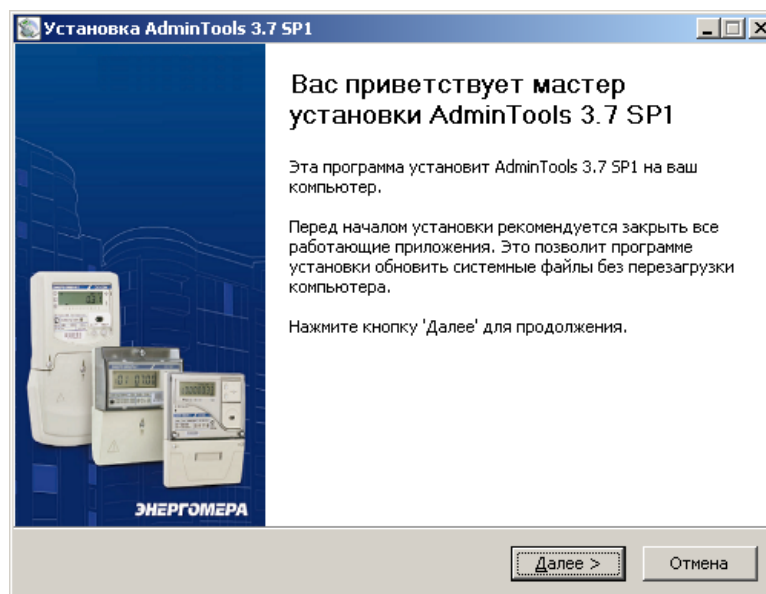 Установка AdminTools 3.7 SP1
Вас приветствует мастер
установки AdminTools 3.7 SP1
Эта программа установит AdminTools 3.7 SP1 на ваш
компьютер.
Перед началом установки рекомендуется закрыть все
работающие приложения. Это позволит программе
установки обновить системные файлы без перезагрузки
компьютера.
Нажмите кнопку 'Далее' для продолжения.
ЭНЕРГОМЕРА
Далее >
Отмена